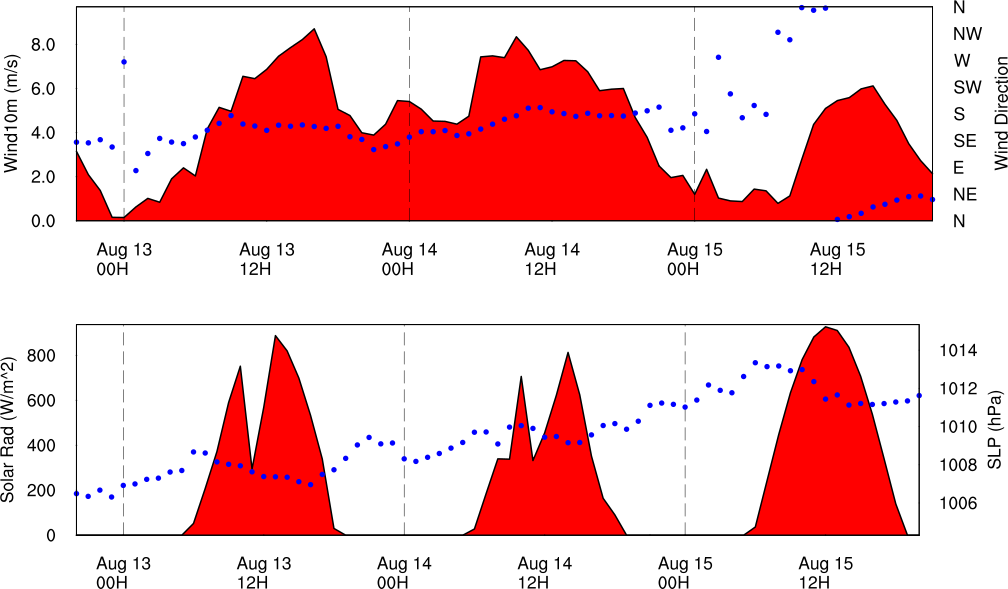 Wind10m (m/s)
8.0
6.0
4.0
2.0
0.0
N
NW
W
SW
S
SE
E
NE
N
Wind Direction
Aug 13
00H
Aug 13
12H
Aug 14
00H
Aug 14
12H
Aug 15
00H
Aug 15
12H
Solar Rad (W/m^2)
800
600
400
200
0
1014
1012
1010
1008
1006
SLP (hPa)
Aug 13
00H
Aug 13
12H
Aug 14
00H
Aug 14
12H
Aug 15
00H
Aug 15
12H